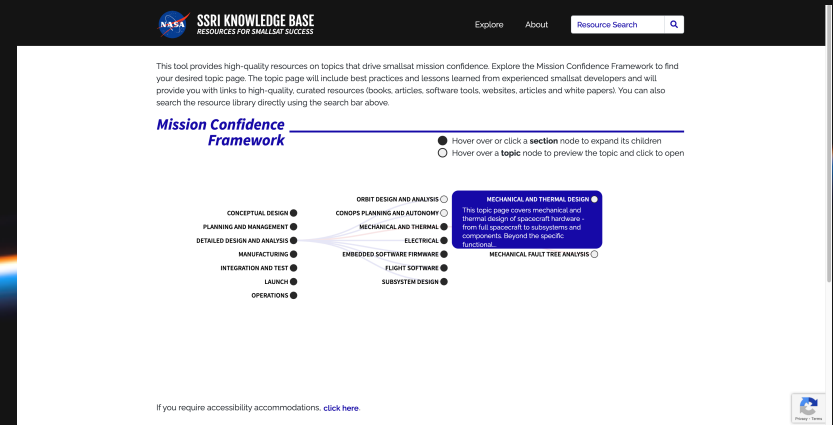 NASA
SSRI KNOWLEDGE BASE
RESOURCES FOR SMALLSAT SUCCESS
Explore
About
Resource Search
This tool provides high-quality resources on topics that drive smallsat mission confidence. Explore the Mission Confidence Framework to find
your desired topic page. The topic page will include best practices and lessons learned from experienced smallsat developers and will
provide you with links to high-quality, curated resources (books, articles, software tools, websites, articles and white papers). You can also
search the resource library directly using the search bar above.
Mission Confidence
Framework
Hover over or click a section node to expand its children
Hover over a topic node to preview the topic and click to open
CONCEPTUAL DESIGN
PLANNING AND MANAGEMENT
DETAILED DESIGN AND ANALYSIS
MANUFACTURING
INTEGRATION AND TEST
LAUNCH
OPERATIONS
ORBIT DESIGN AND ANALYSIS
CONOPS PLANNING AND AUTONOMY
MECHANICAL AND THERMAL
ELECTRICAL
EMBEDDED SOFTWARE FIRMWARE
FLIGHT SOFTWARE
SUBSYSTEM DESIGN
MECHANICAL AND THERMAL DESIGN
This topic page covers mechanical and
thermal design of spacecraft hardware -
from full spacecraft to subsystems and
components. Beyond the specific
functional...
MECHANICAL FAULT TREE ANALYSIS
If you require accessibility accommodations, click here.
Privacy - Terms